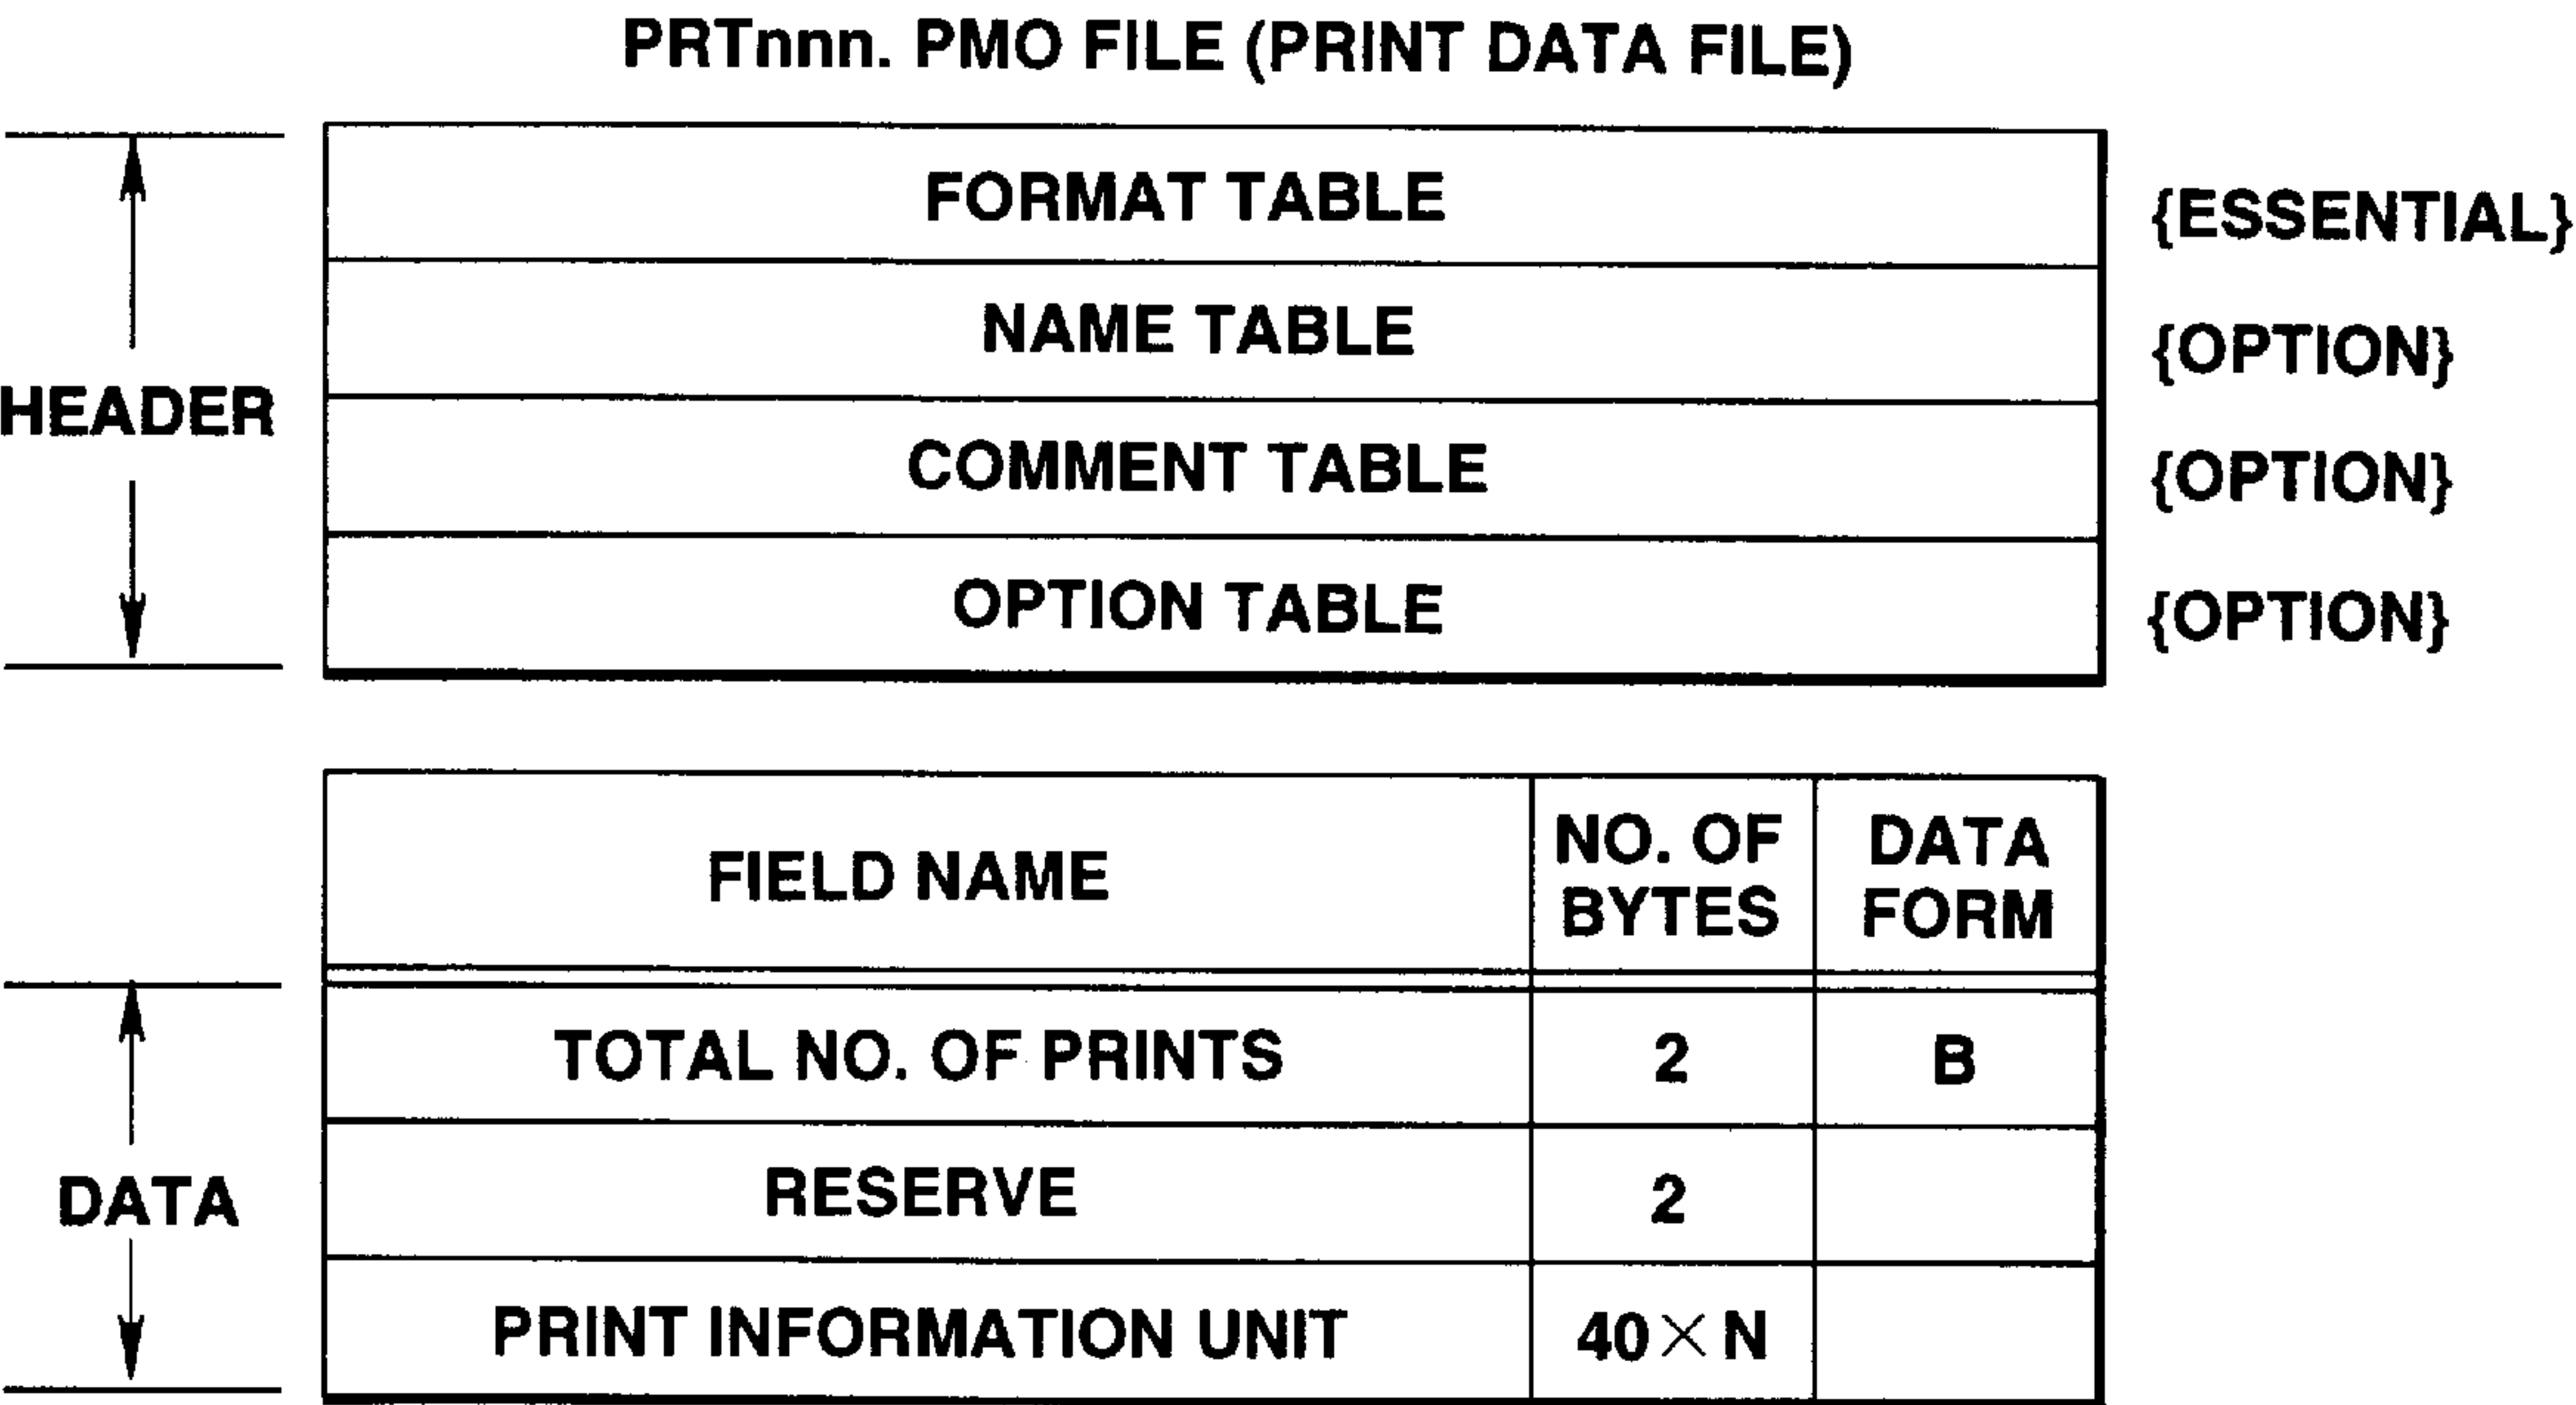 PRTnnn. PMO FILE (PRINT DATA FILE)
HEADER
FORMAT TABLE {ESSENTIAL}
NAME TABLE {OPTION}
COMMENT TABLE {OPTION}
OPTION TABLE {OPTION}
FIELD NAME NO. OF BYTES DATA FORM
DATA
TOTAL NO. OF PRINTS 2 B
RESERVE 2
PRINT INFORMATION UNIT 40×N